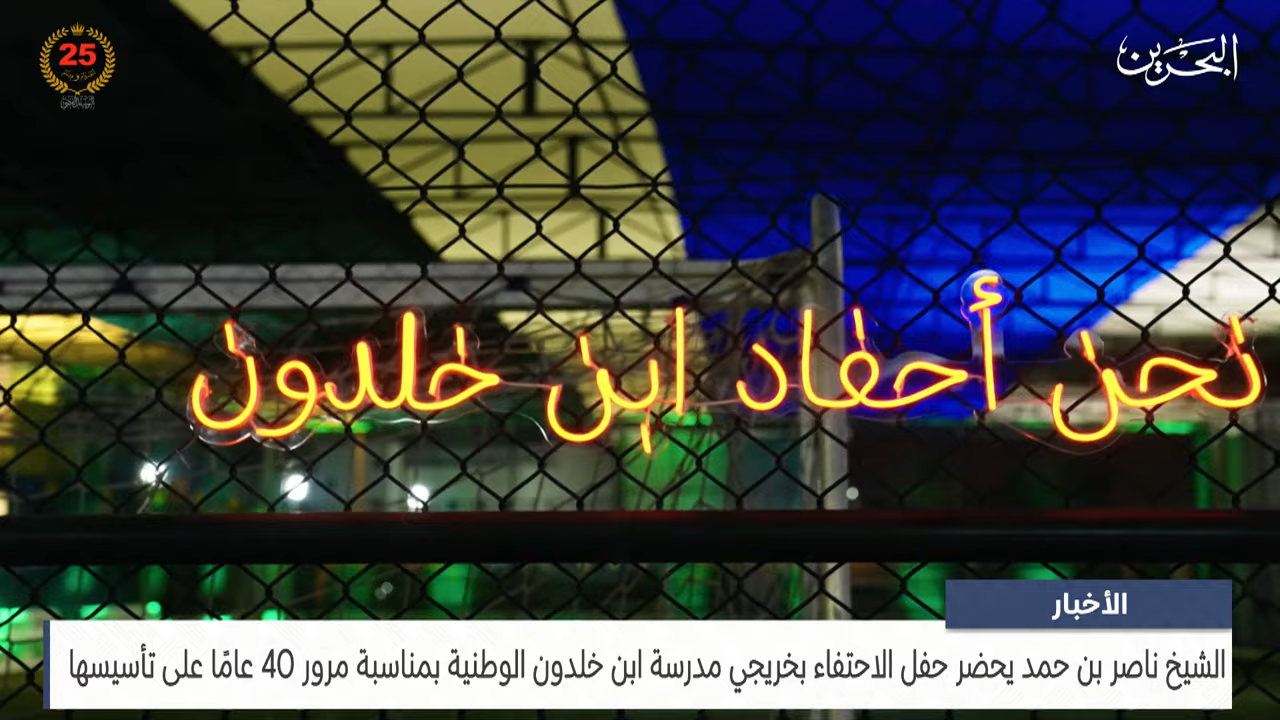 البحرين
25
نحن أحفاد ابن خلدون
الأخبار
الشيخ ناصر بن حمد يحضر حفل الاحتفاء بخريجي مدرسة ابن خلدون الوطنية بمناسبة مرور 40 عامًا على تأسيسها